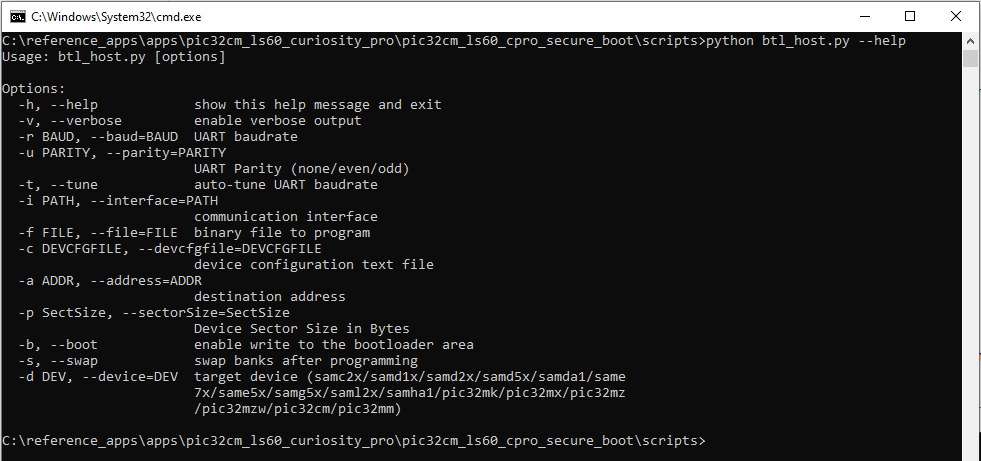 C:\Windows\System32\cmd.exe
C:\reference_apps\apps\pic32cm_ls60_curiosity_pro\pic32cm_ls60_cpro_secure_boot\scripts>python btl_host.py --help
Usage: btl_host.py [options]

Options:
  -h, --help            show this help message and exit
  -v, --verbose         enable verbose output
  -r BAUD, --baud=BAUD  UART baudrate
  -u PARITY, --parity=PARITY
                        UART Parity (none/even/odd)
  -t, --tune            auto-tune UART baudrate
  -i PATH, --interface=PATH
                        communication interface
  -f FILE, --file=FILE  binary file to program
  -c DEVCFGFILE, --devcfgfile=DEVCFGFILE
                        device configuration text file
  -a ADDR, --address=ADDR
                        destination address
  -p SectSize, --sectorSize=SectSize
                        Device Sector Size in Bytes
  -b, --boot            enable write to the bootloader area
  -s, --swap            swap banks after programming
  -d DEV, --device=DEV  target device (samc2x/samd1x/samd2x/samd5x/samda1/same
                        7x/same5x/samg5x/saml2x/samha1/pic32mk/pic32mx/pic32mz
                        /pic32mzw/pic32cm/pic32mm)

C:\reference_apps\apps\pic32cm_ls60_curiosity_pro\pic32cm_ls60_cpro_secure_boot\scripts>